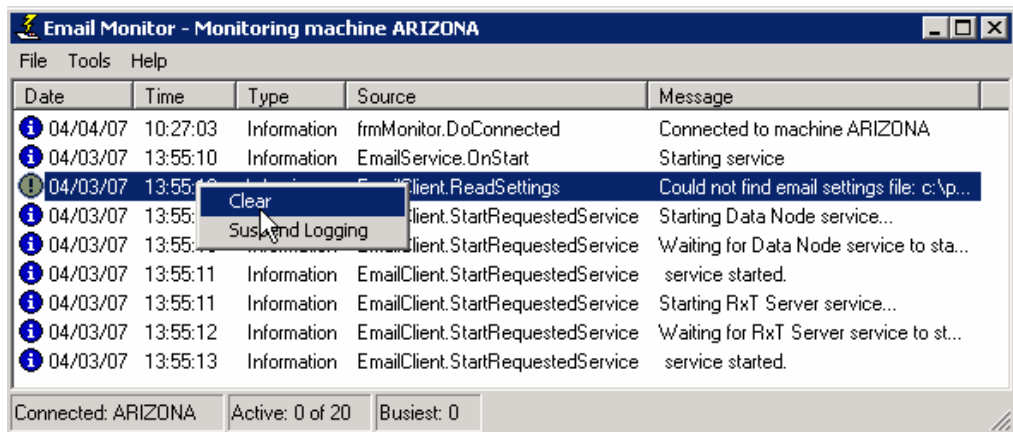 Email Monitor - Monitoring machine ARIZONA
File Tools Help
Date Time Type Source Message
04/04/07 10:27:03 Information frmMonitor.DoConnected Connected to machine ARIZONA
04/03/07 13:55:10 Information EmailService.OnStart Starting service
04/03/07 13:55: Client.ReadSettings Could not find email settings file: c:\p...
Clear
04/03/07 13:55: Client.StartRequestedService Starting Data Node service...
Suspend Logging
04/03/07 13:55: EmailClient.StartRequestedService Waiting for Data Node service to sta...
04/03/07 13:55:11 Information EmailClient.StartRequestedService service started.
04/03/07 13:55:11 Information EmailClient.StartRequestedService Starting RxT Server service...
04/03/07 13:55:12 Information EmailClient.StartRequestedService Waiting for RxT Server service to st...
04/03/07 13:55:13 Information EmailClient.StartRequestedService service started.
Connected: ARIZONA Active: 0 of 20 Busiest: 0